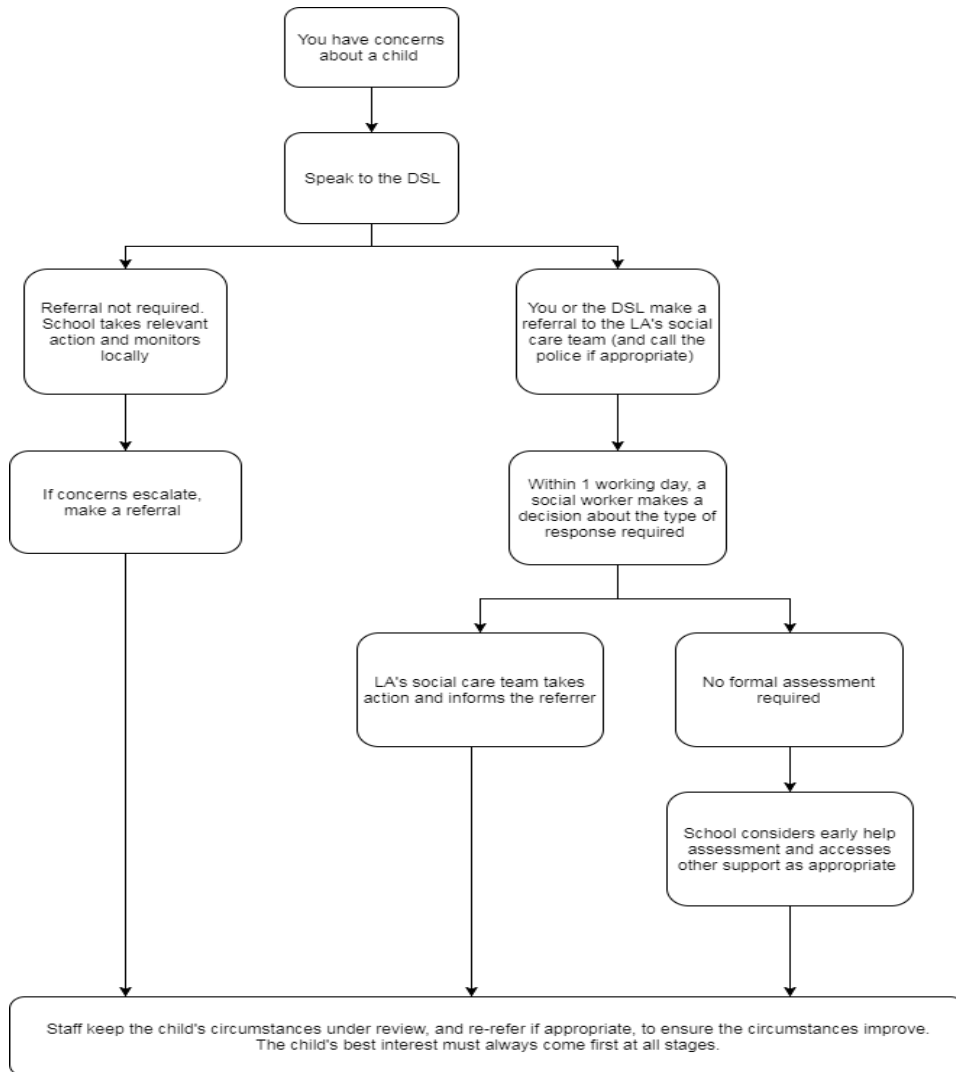 You have concerns
about a child
Speak to the DSL
Referral not required.
School takes relevant
action and monitors
locally
You or the DSL make a
referral to the LA's social
care team (and call the
police if appropriate)
If concerns escalate,
make a referral
Within 1 working day, a
social worker makes a
decision about the type of
response required
LA's social care team takes
action and informs the referrer
No formal assessment
required
School considers early help
assessment and accesses
other support as appropriate
Staff keep the child's circumstances under review, and re-refer if appropriate, to ensure the circumstances improve.
The child's best interest must always come first at all stages.